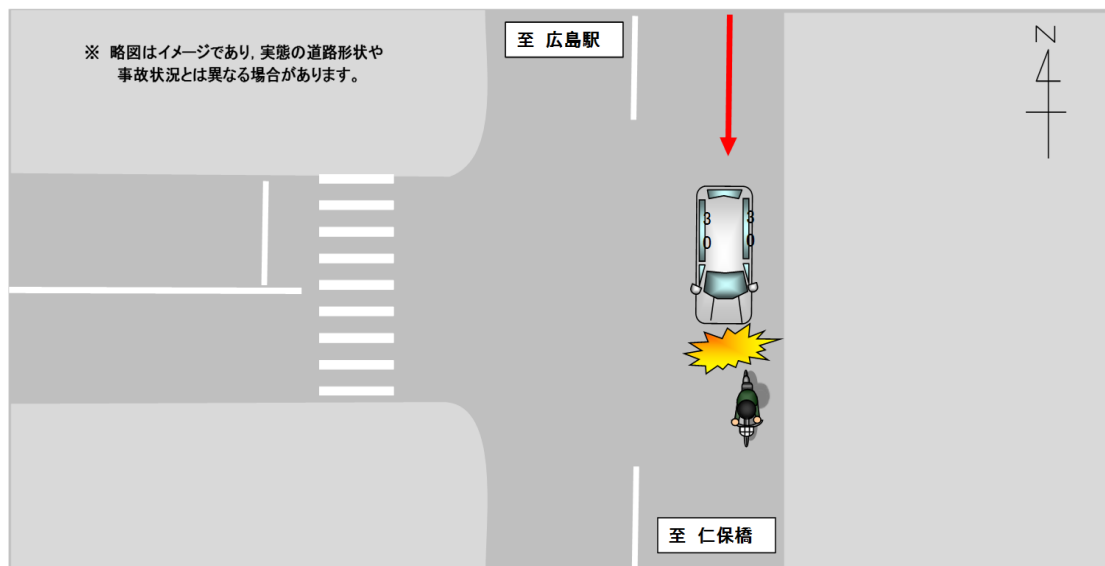 至 広島駅
※ 略図はイメージであり, 実態の道路形状や
事故状況とは異なる場合があります。
N
3 3
0 0
至 仁保橋